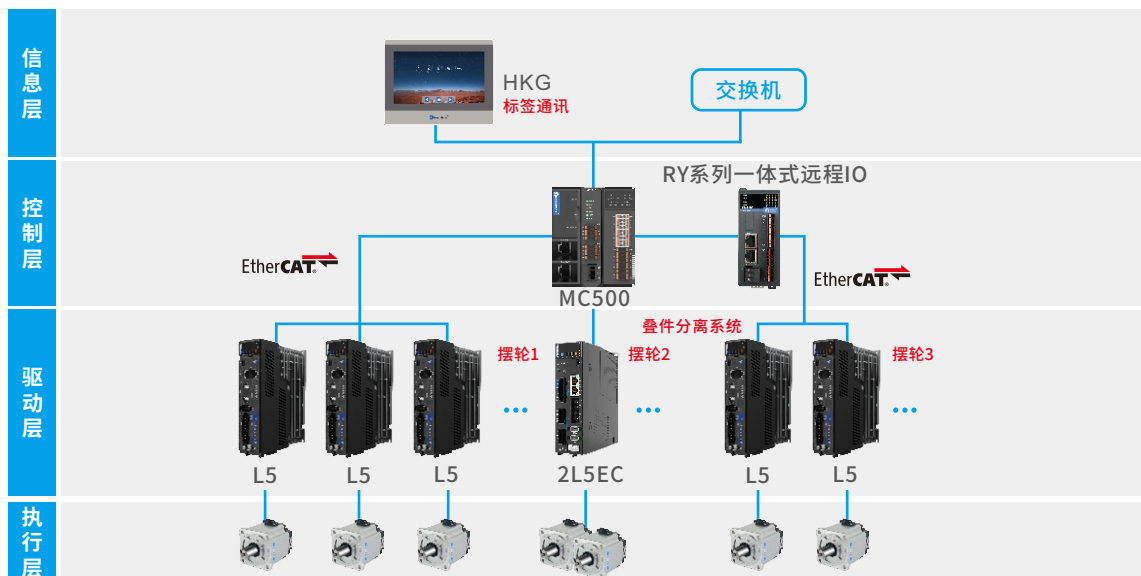 信息层
HKG
标签通讯
交换机
控制层
RY系列一体式远程IO
EtherCAT
MC500
EtherCAT
驱动层
叠件分离系统
摆轮1
摆轮2
摆轮3
...
...
...
L5
L5
L5
2L5EC
L5
L5
执行层